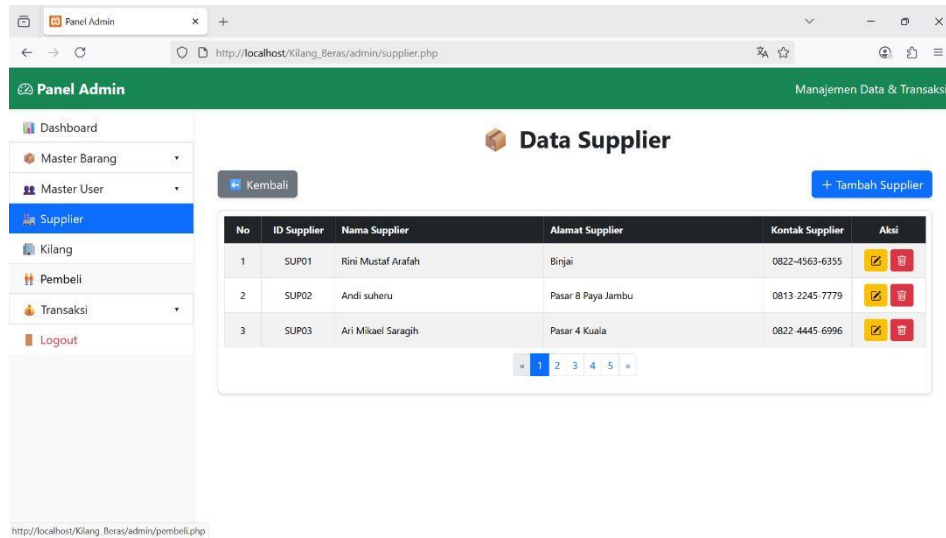 Panel Admin
http://localhost/Kilang_Beras/admin/supplier.php
Panel Admin
Manajemen Data & Transaksi
Dashboard
Master Barang
Master User
Supplier
Kilang
Pembeli
Transaksi
Logout
Data Supplier
Kembali
+ Tambah Supplier
No ID Supplier Nama Supplier Alamat Supplier Kontak Supplier Aksi
1 SUP01 Rini Mustaf Arafah Binjai 0822-4563-6355
2 SUP02 Andi suheru Pasar 8 Paya Jambu 0813-2245-7779
3 SUP03 Ari Mikael Saragih Pasar 4 Kuala 0822-4445-6996
« 1 2 3 4 5 »
http://localhost/Kilang_Beras/admin/pembeli.php